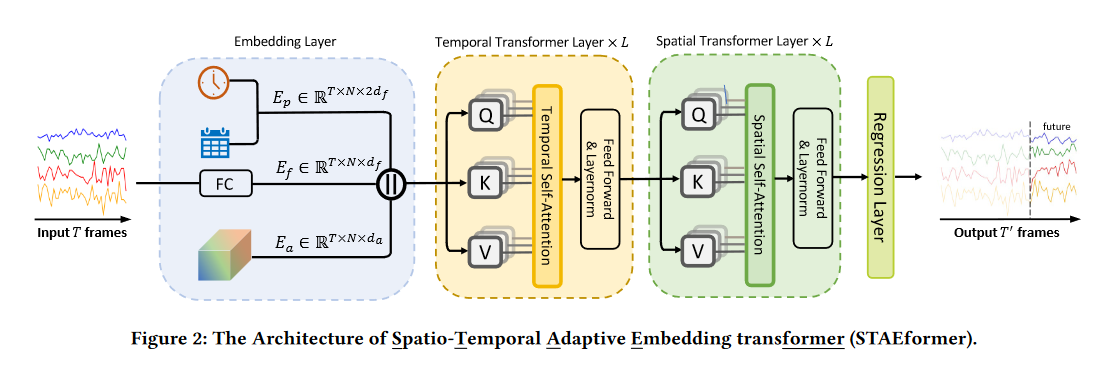 Embedding Layer
Temporal Transformer Layer × L
Spatial Transformer Layer × L
E_p ∈ ℝ^{T×N×2d_f}
FC
E_f ∈ ℝ^{T×N×d_f}
E_a ∈ ℝ^{T×N×d_a}
Input T frames
Q
K
V
Temporal Self-Attention
Feed Forward
& Layernorm
Q
K
V
Spatial Self-Attention
Feed Forward
& Layernorm
Regression Layer
future
Output T′ frames
Figure 2: The Architecture of Spatio-Temporal Adaptive Embedding transformer (STAEformer).